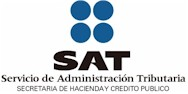 SAT
Servicio de Administración Tributaria
SECRETARIA DE HACIENDA Y CREDITO PUBLICO